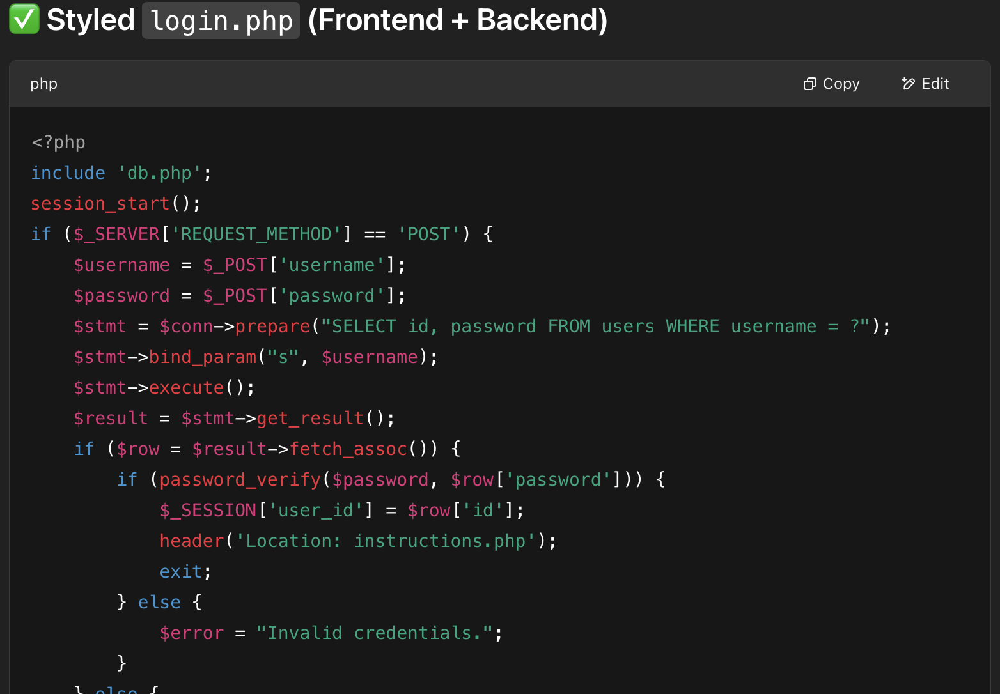 ✅ Styled login.php (Frontend + Backend)
php
Copy
Edit
<?php
include 'db.php';
session_start();
if ($_SERVER['REQUEST_METHOD'] == 'POST') {
    $username = $_POST['username'];
    $password = $_POST['password'];
    $stmt = $conn->prepare("SELECT id, password FROM users WHERE username = ?");
    $stmt->bind_param("s", $username);
    $stmt->execute();
    $result = $stmt->get_result();
    if ($row = $result->fetch_assoc()) {
        if (password_verify($password, $row['password'])) {
            $_SESSION['user_id'] = $row['id'];
            header('Location: instructions.php');
            exit;
        } else {
            $error = "Invalid credentials.";
        }
    } else {